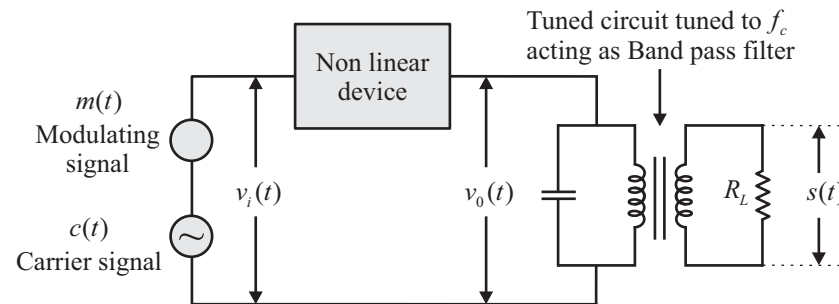 Tuned circuit tuned to f_c
acting as Band pass filter
Non linear
device
m(t)
Modulating
signal
v_i(t)
v_0(t)
R_L
s(t)
c(t)
Carrier signal